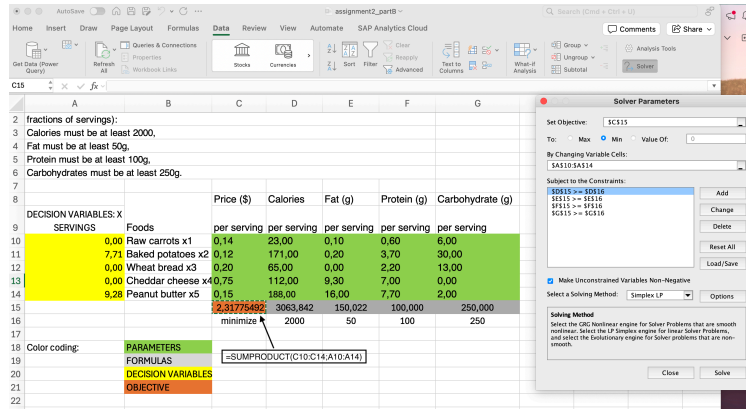 AutoSave
assignment2_partB
Search (Cmd + Ctrl + U)
Home Insert Draw Page Layout Formulas Data Review View Automate SAP Analytics Cloud
Comments Share
Get Data (Power Query)
Refresh All
Queries & Connections
Properties
Workbook Links
Stocks
Currencies
Sort
Filter
Clear
Reapply
Advanced
Text to Columns
What-if Analysis
Group
Ungroup
Subtotal
Analysis Tools
Solver
C15 fx
A B C D E F G
2 fractions of servings):
3 Calories must be at least 2000,
4 Fat must be at least 50g,
5 Protein must be at least 100g,
6 Carbohydrates must be at least 250g.
7
8 Price ($) Calories Fat (g) Protein (g) Carbohydrate (g)
DECISION VARIABLES: X
9 SERVINGS Foods per serving per serving per serving per serving per serving
10 0,00 Raw carrots x1 0,14 23,00 0,10 0,60 6,00
11 7,71 Baked potatoes x2 0,12 171,00 0,20 3,70 30,00
12 0,00 Wheat bread x3 0,20 65,00 0,00 2,20 13,00
13 0,00 Cheddar cheese x4 0,75 112,00 9,30 7,00 0,00
14 9,28 Peanut butter x5 0,15 188,00 16,00 7,70 2,00
15 2,31775492 3063,842 150,022 100,000 250,000
16 minimize 2000 50 100 250
17
18 Color coding: PARAMETERS
19 FORMULAS
=SUMPRODUCT(C10:C14;A10:A14)
20 DECISION VARIABLES
21 OBJECTIVE
22
Solver Parameters
Set Objective: $C$15
To: Max Min Value Of: 0
By Changing Variable Cells:
$A$10:$A$14
Subject to the Constraints:
$D$15 >= $D$16
$E$15 >= $E$16
$F$15 >= $F$16
$G$15 >= $G$16
Add
Change
Delete
Reset All
Load/Save
Make Unconstrained Variables Non-Negative
Select a Solving Method: Simplex LP Options
Solving Method
Select the GRG Nonlinear engine for Solver Problems that are smooth
nonlinear. Select the LP Simplex engine for linear Solver Problems,
and select the Evolutionary engine for Solver problems that are non-
smooth.
Close Solve